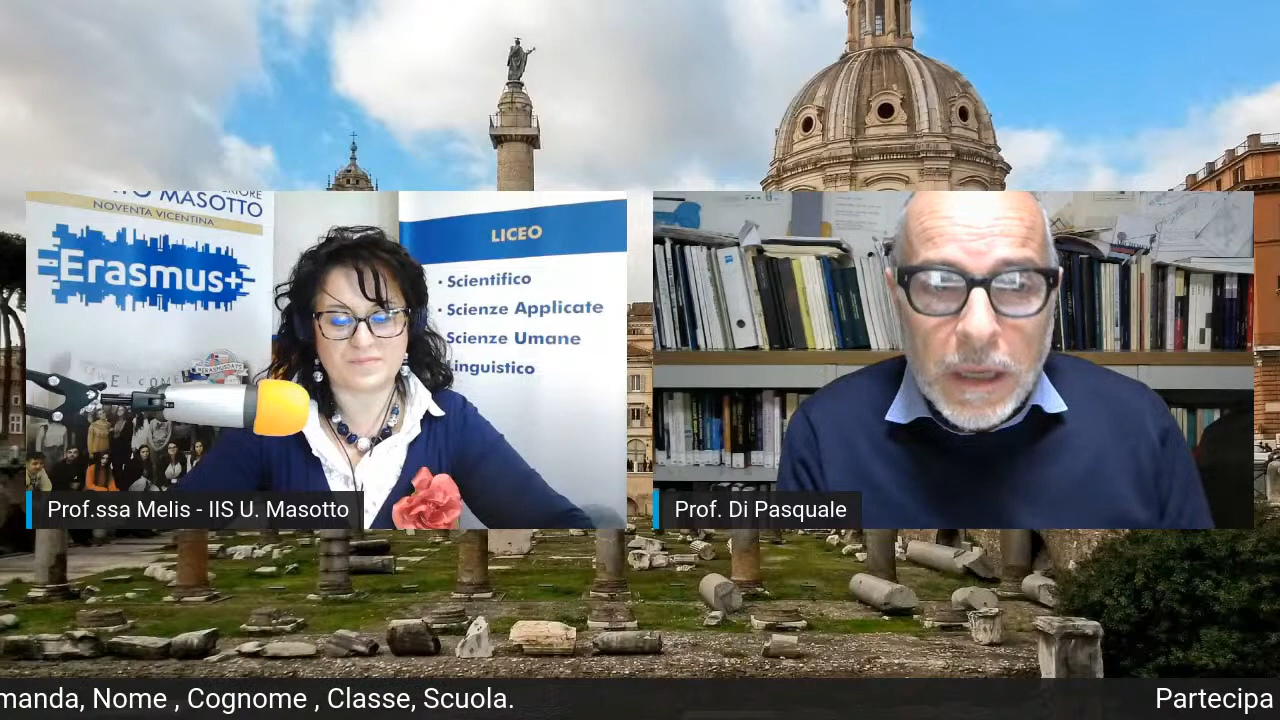 MASOTTO
NOVENTA VICENTINA
Erasmus+
WELCOME
LICEO
· Scientifico
· Scienze Applicate
Scienze Umane
Linguistico
Prof.ssa Melis - IIS U. Masotto
Prof. Di Pasquale
manda, Nome , Cognome , Classe, Scuola.
Partecipa